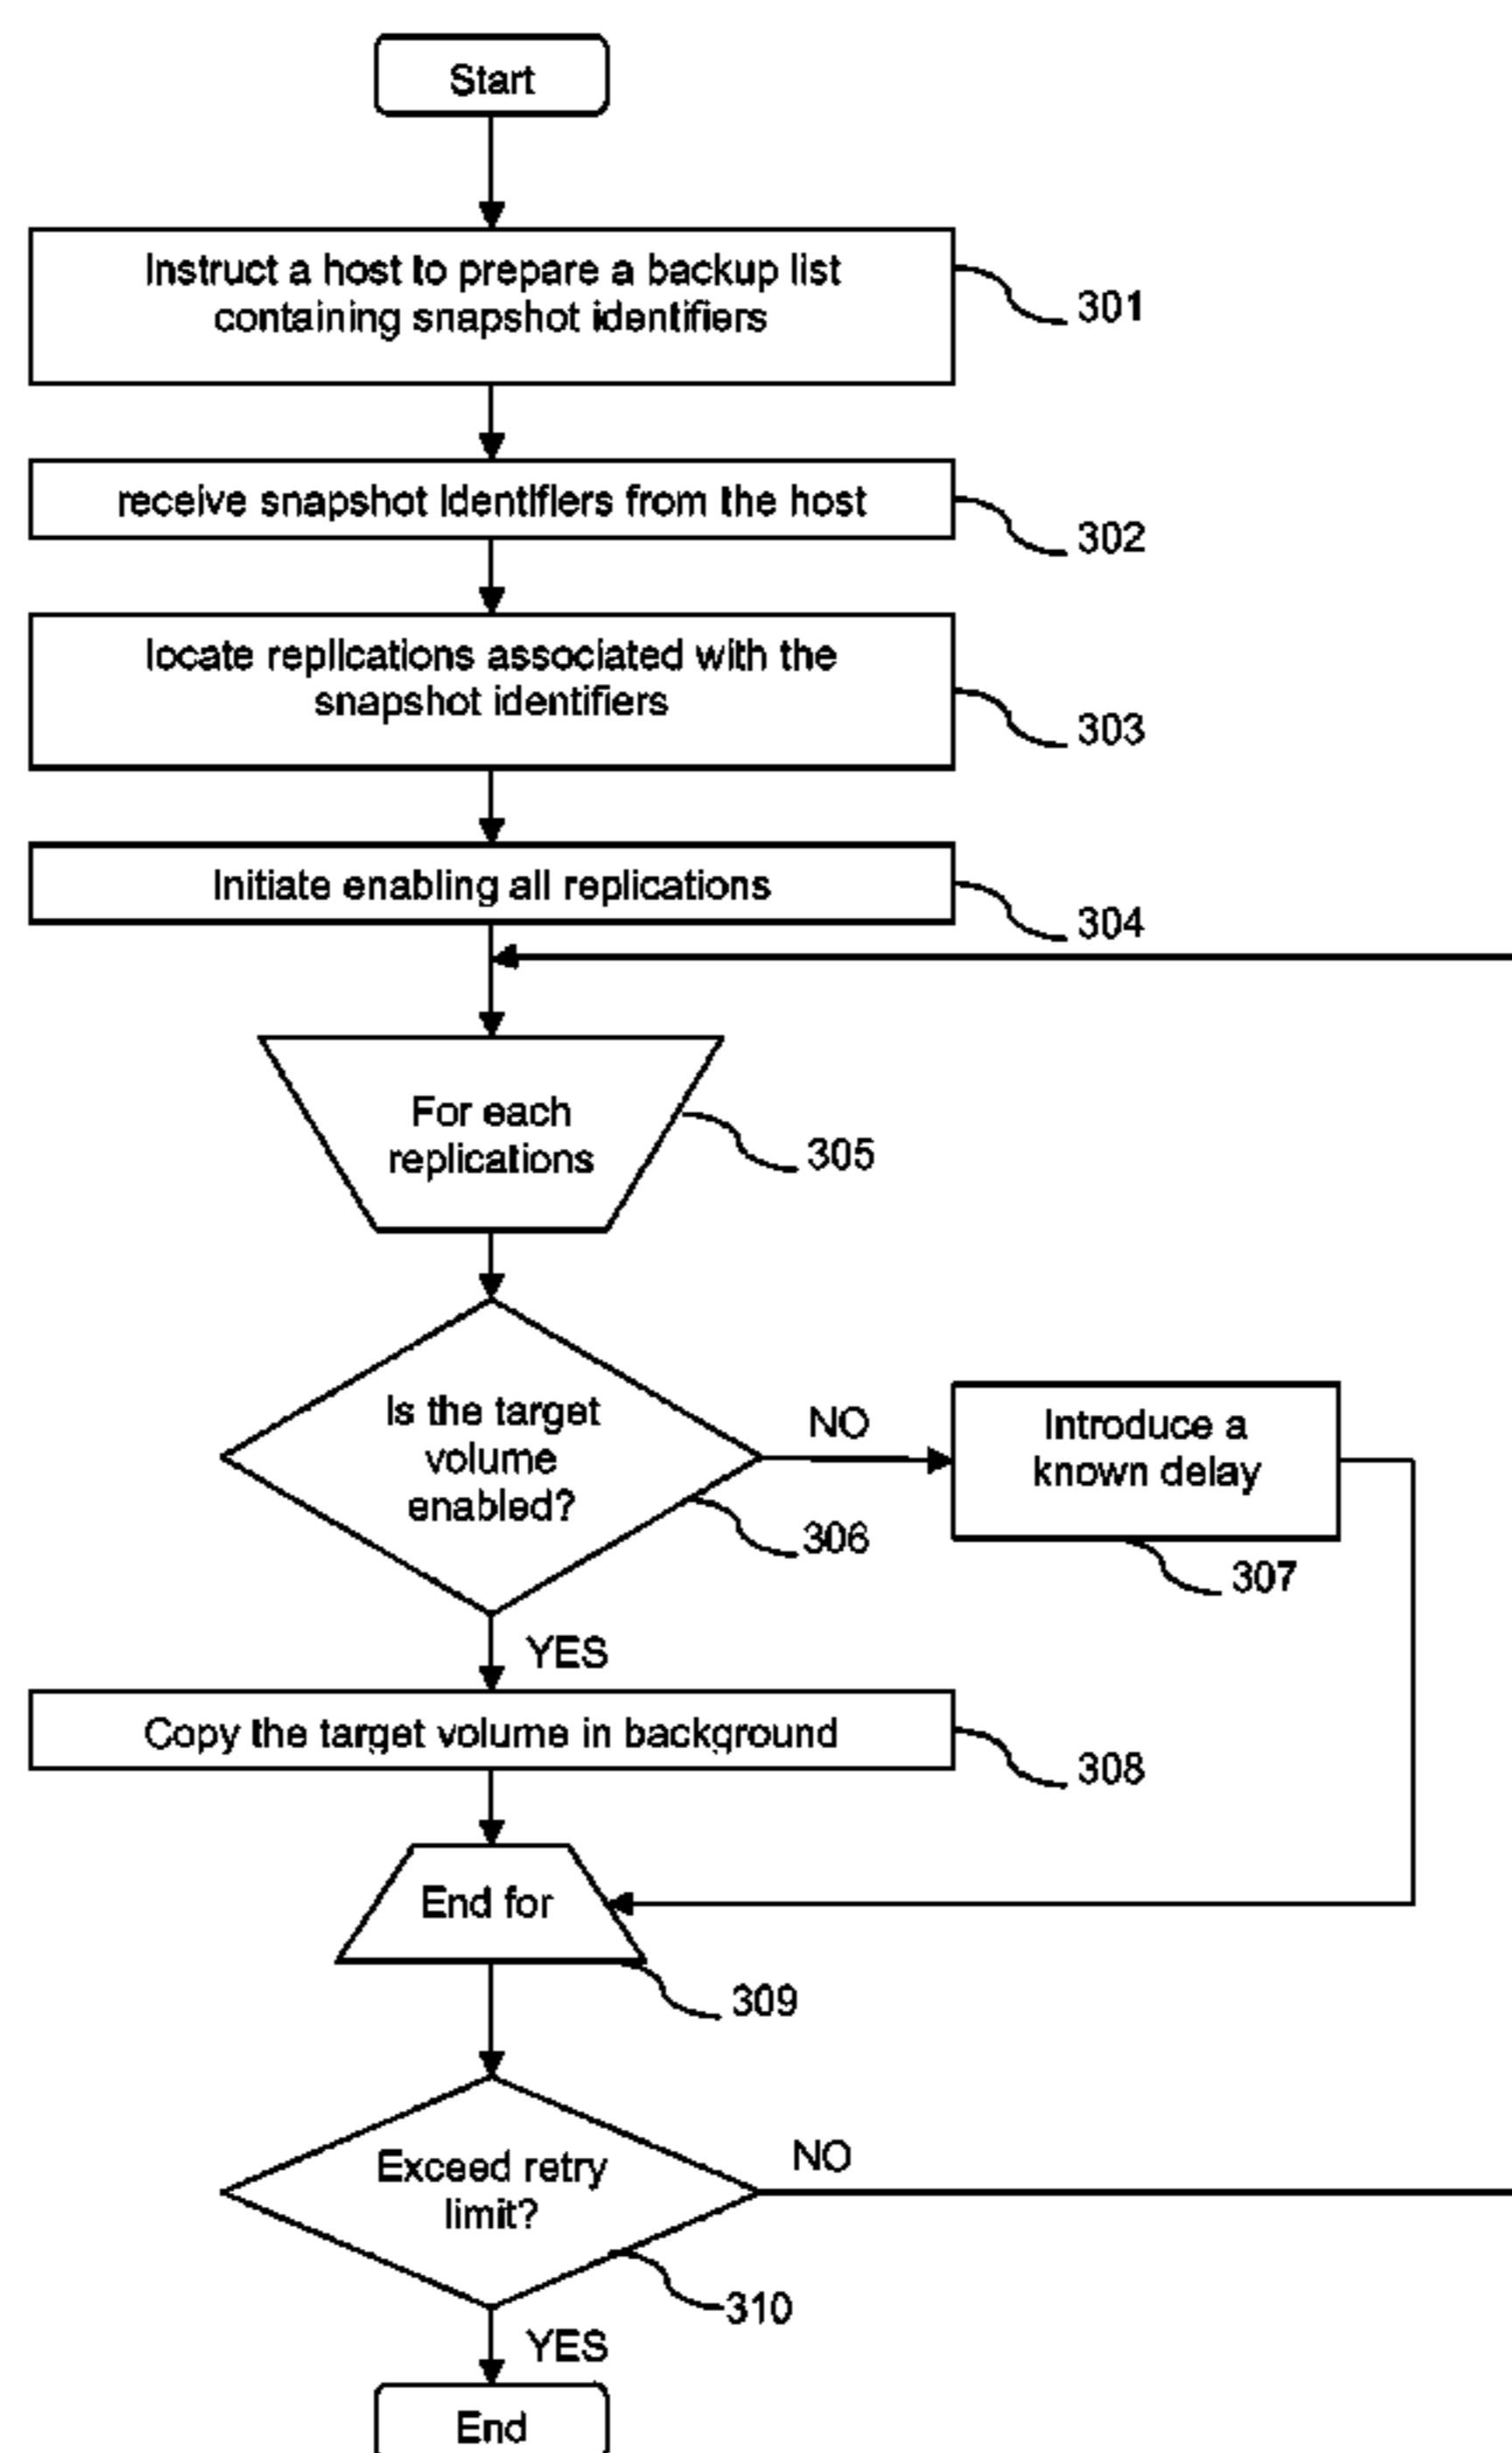 Start
Instruct a host to prepare a backup list
containing snapshot identifiers
301
receive snapshot identifiers from the host
302
locate replications associated with the
snapshot identifiers
303
Initiate enabling all replications
304
For each
replications
305
Is the target
volume
enabled?
306
NO
Introduce a
known delay
307
YES
Copy the target volume in background
308
End for
309
Exceed retry
limit?
NO
310
YES
End